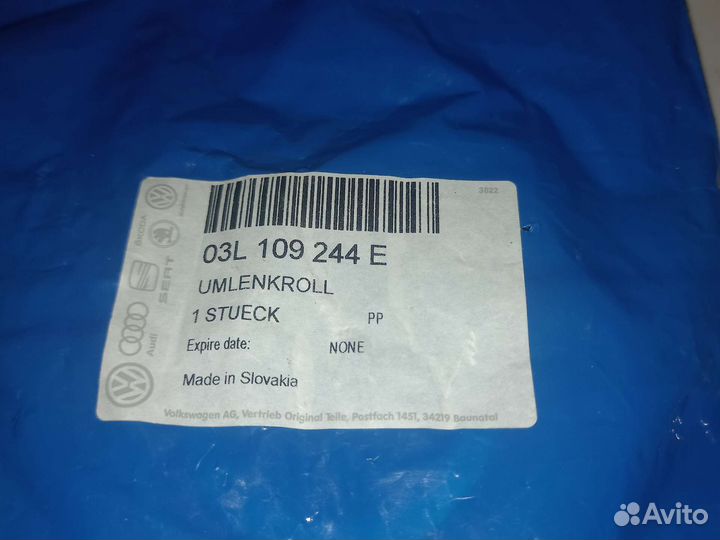 3822
03L 109 244 E
UMLENKROLL
1 STUECK PP
Expire date: NONE
Made in Slovakia
Volkswagen AG, Vertrieb Original Teile, Postfach 1451, 34219 Baunatal
ŠKODA
SEAT
Audi
Avito